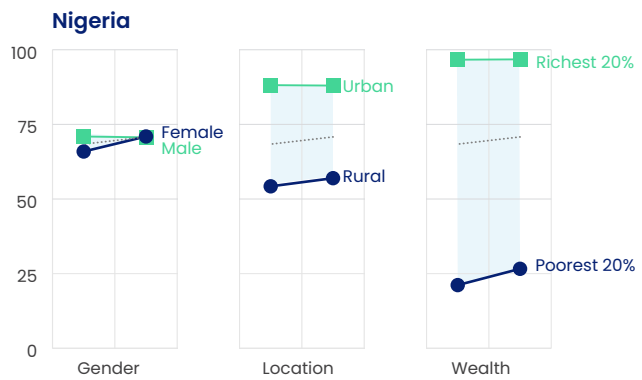 Nigeria
100
75
50
25
0
Female
Male
Gender
Urban
Rural
Location
Richest 20%
Poorest 20%
Wealth